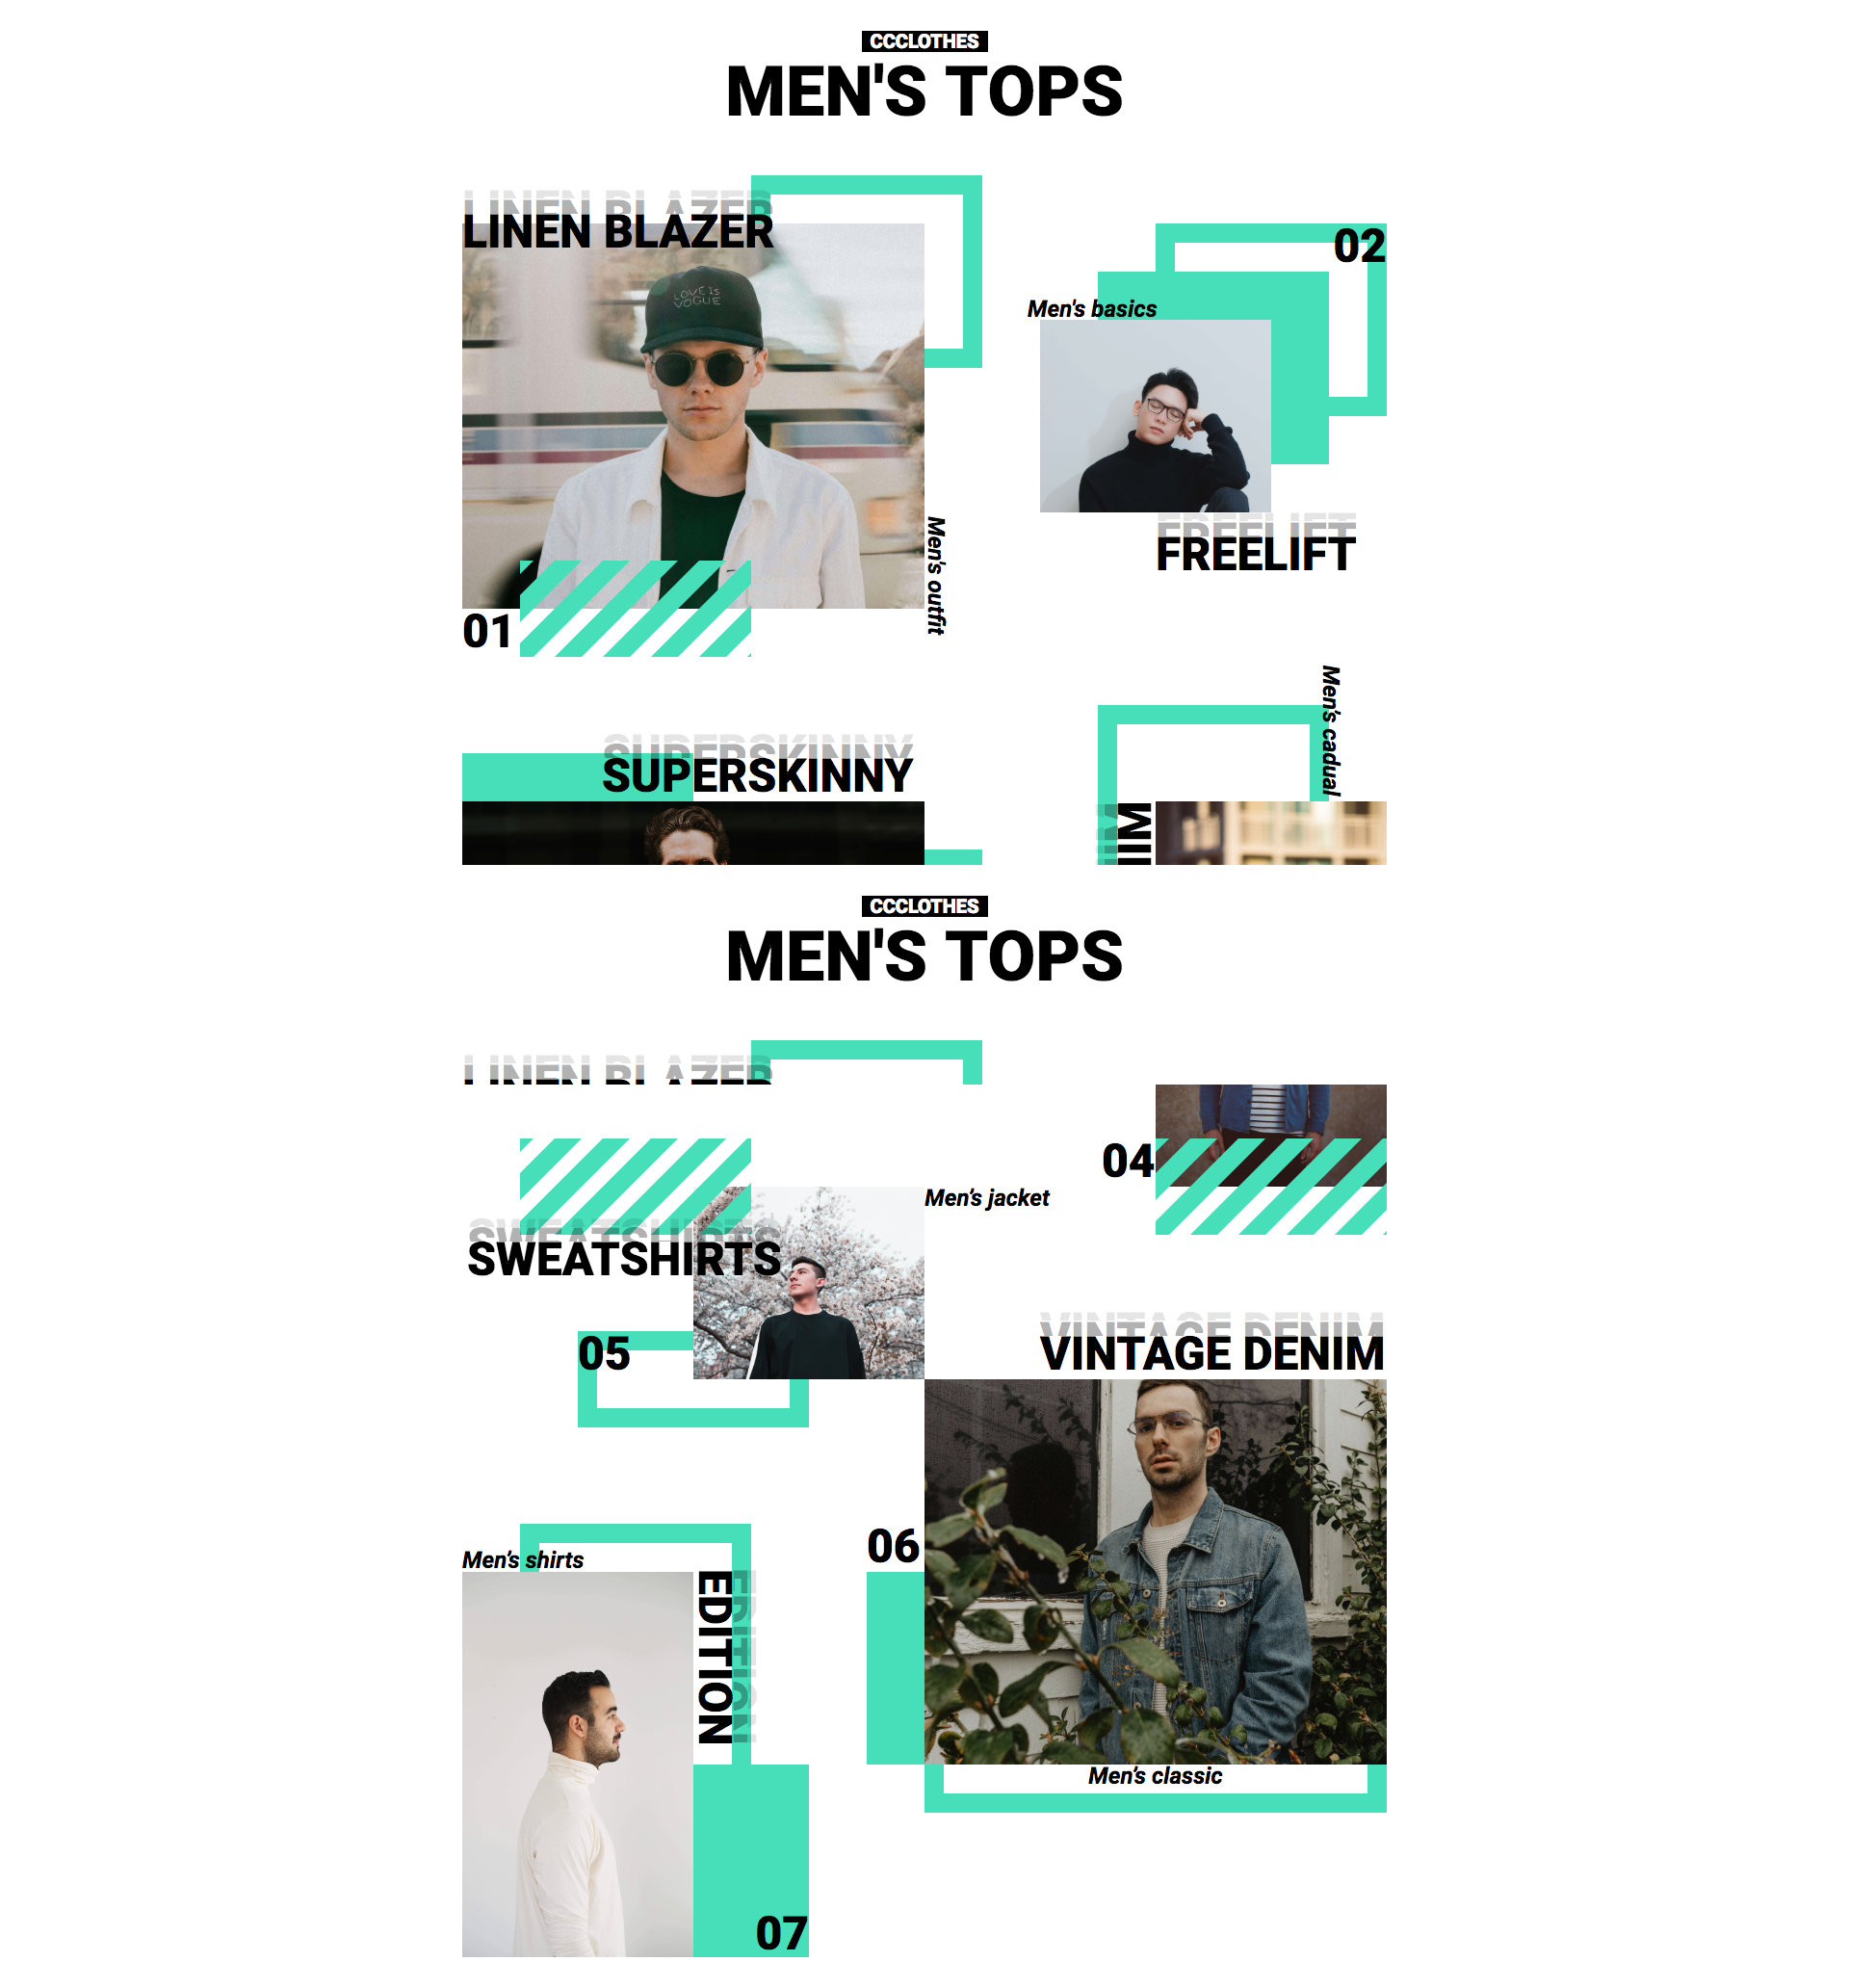 CCCLOTHES
MEN'S TOPS
LINEN BLAZER
LINEN BLAZER
LOVE IS
VOGUE
Men's outfit
01
02
Men's basics
FREELIFT
FREELIFT
SUPERSKINNY
SUPERSKINNY
Men's cadual
CCCLOTHES
MEN'S TOPS
LINEN BLAZER
04
Men's jacket
SWEATSHIRTS
SWEATSHIRTS
05
VINTAGE DENIM
VINTAGE DENIM
06
Men's classic
Men's shirts
EDITION
EDITION
07